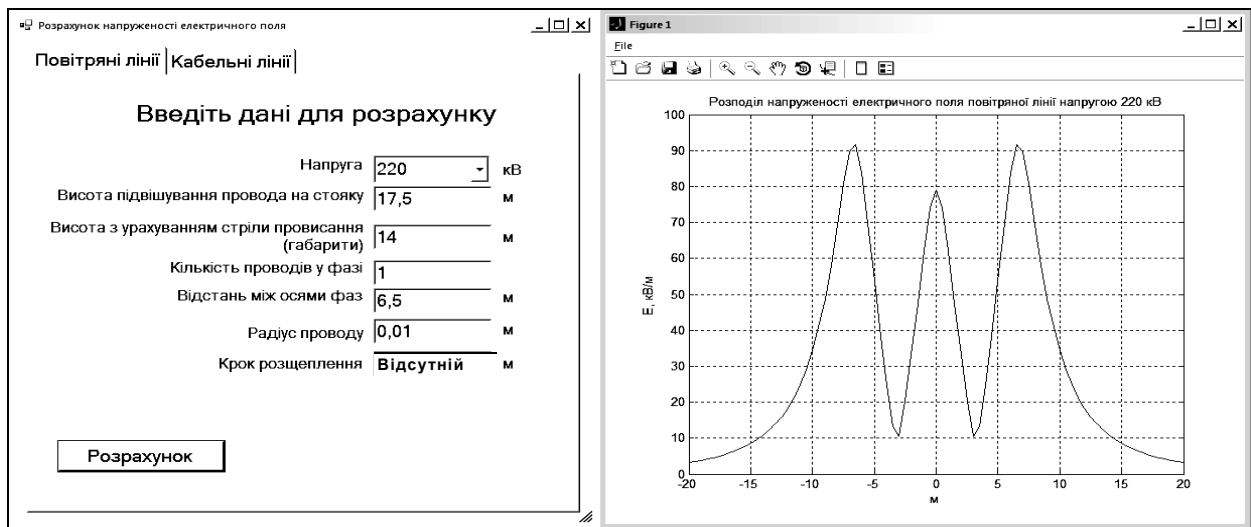 Розрахунок напруженості електричного поля
Повітряні лінії
Кабельні лінії
Введіть дані для розрахунку
Напруга 220 кВ
Висота підвішування провода на стояку 17,5 м
Висота з урахуванням стріли провисання
(габарити) 14 м
Кількість проводів у фазі 1
Відстань між осями фаз 6,5 м
Радіус проводу 0,01 м
Крок розщеплення Відсутній м
Розрахунок
Figure 1
File
Розподіл напруженості електричного поля повітряної лінії напругою 220 кВ
100
90
80
70
60
50
40
30
20
10
0
E, кВ/м
-20 -15 -10 -5 0 5 10 15 20
м